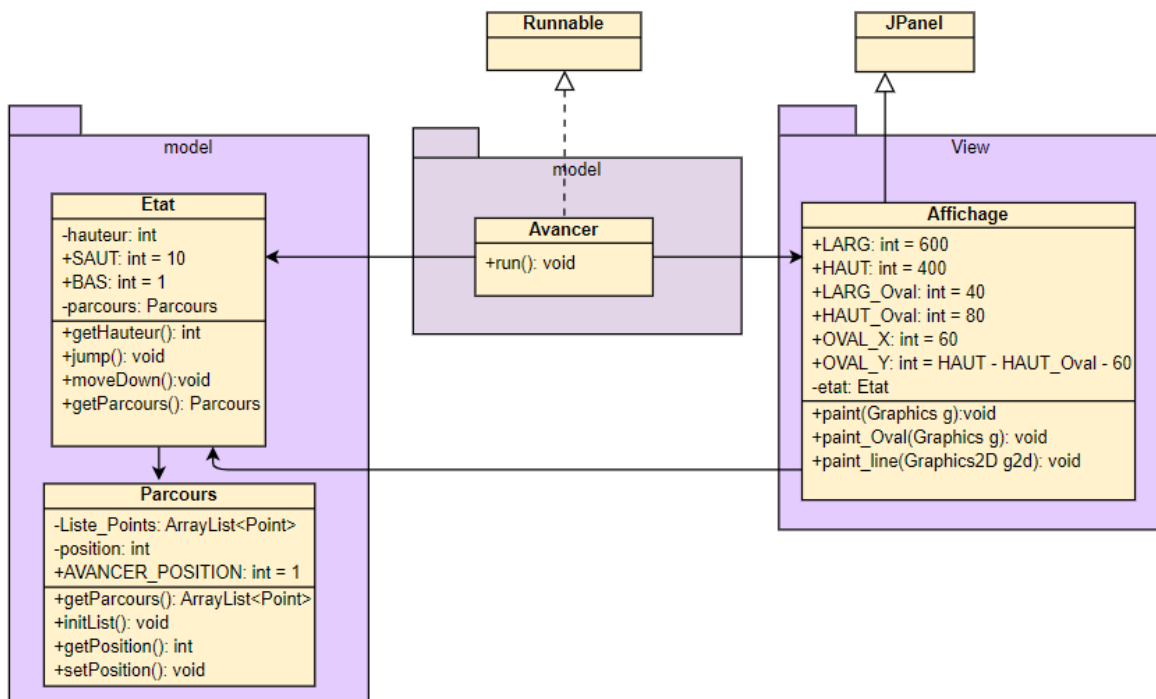 Runnable
JPanel
model
Etat
-hauteur: int
+SAUT: int = 10
+BAS: int = 1
-parcours: Parcours
+getHauteur(): int
+jump(): void
+moveDown():void
+getParcours(): Parcours
Parcours
-Liste_Points: ArrayList<Point>
-position: int
+AVANCER_POSITION: int = 1
+getParcours(): ArrayList<Point>
+initList(): void
+getPosition(): int
+setPosition(): void
model
Avancer
+run(): void
View
Affichage
+LARG: int = 600
+HAUT: int = 400
+LARG_Oval: int = 40
+HAUT_Oval: int = 80
+OVAL_X: int = 60
+OVAL_Y: int = HAUT - HAUT_Oval - 60
-etat: Etat
+paint(Graphics g):void
+paint_Oval(Graphics g): void
+paint_line(Graphics2D g2d): void